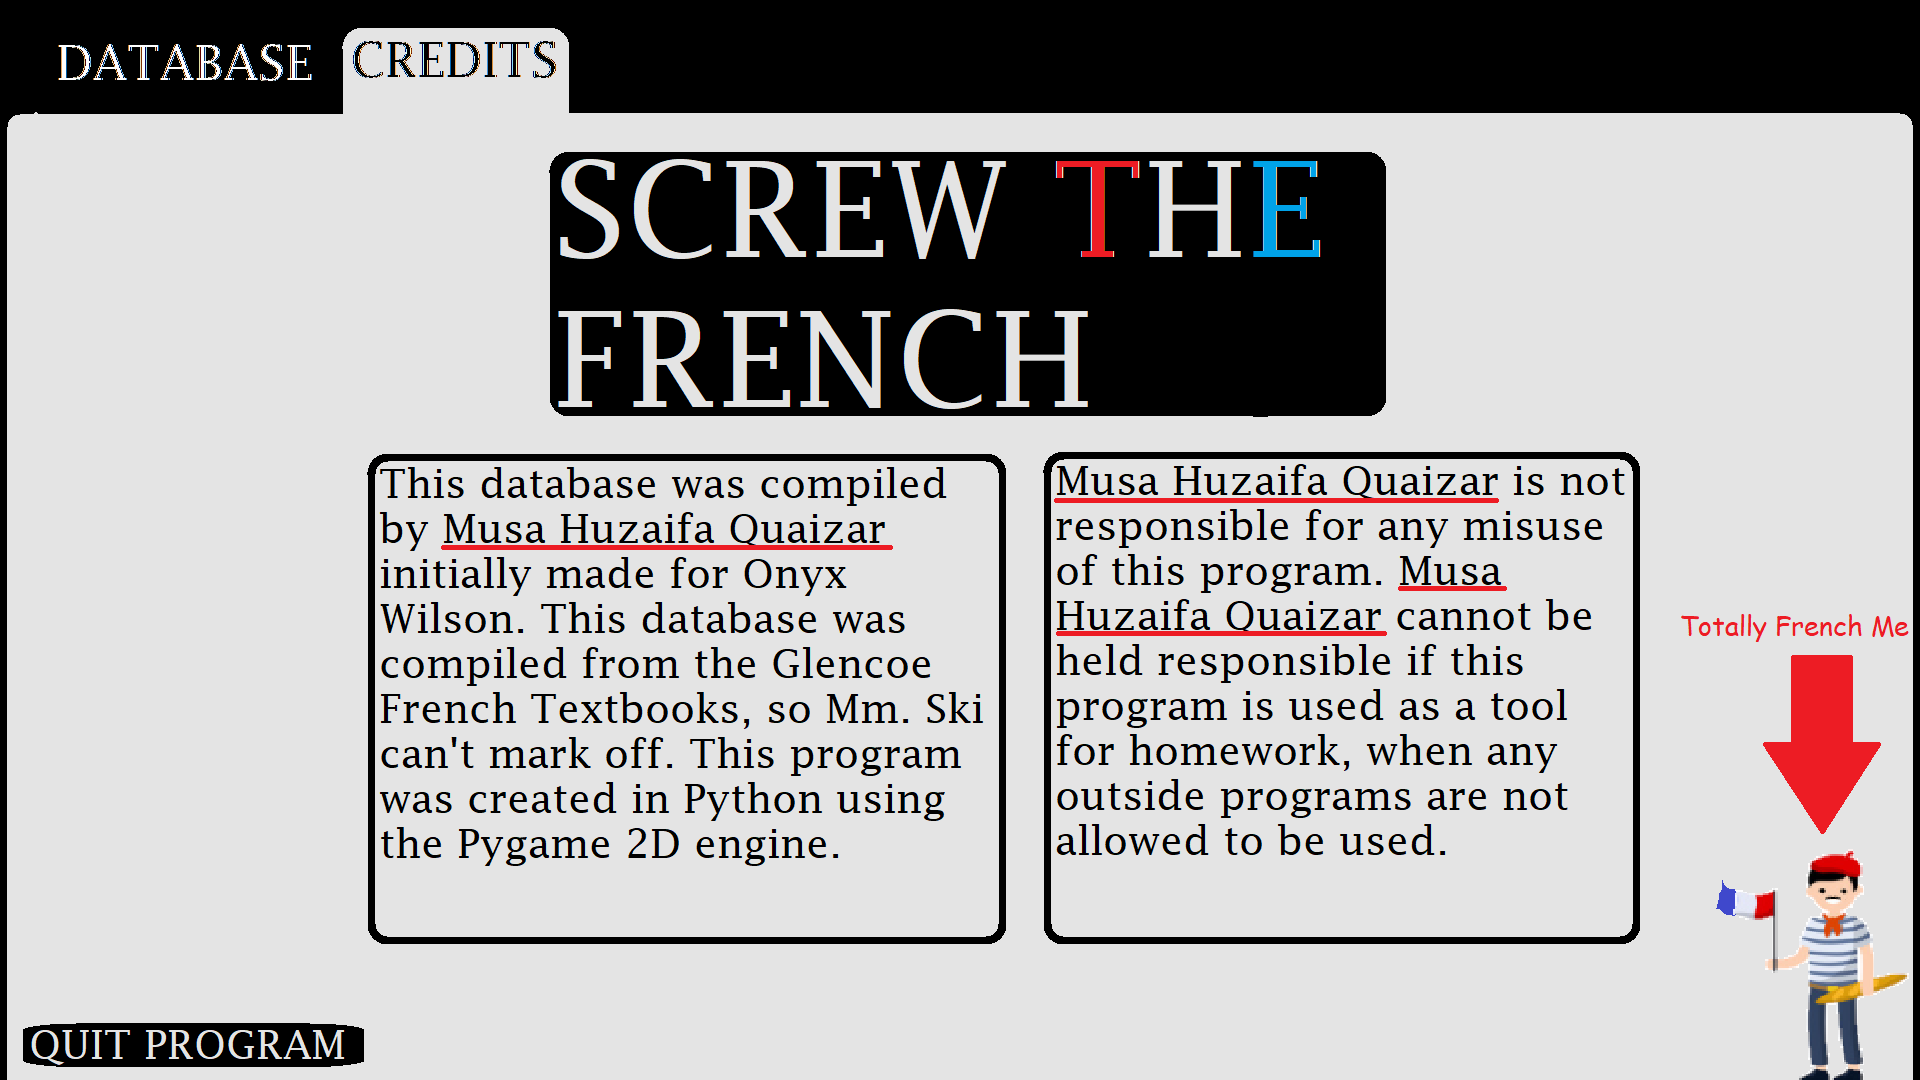 DATABASE CREDITS
SCREW THE
FRENCH
This database was compiled
by Musa Huzaifa Quaizar
initially made for Onyx
Wilson. This database was
compiled from the Glencoe
French Textbooks, so Mm. Ski
can't mark off. This program
was created in Python using
the Pygame 2D engine.
Musa Huzaifa Quaizar is not
responsible for any misuse
of this program. Musa
Huzaifa Quaizar cannot be
held responsible if this
program is used as a tool
for homework, when any
outside programs are not
allowed to be used.
Totally French Me
QUIT PROGRAM